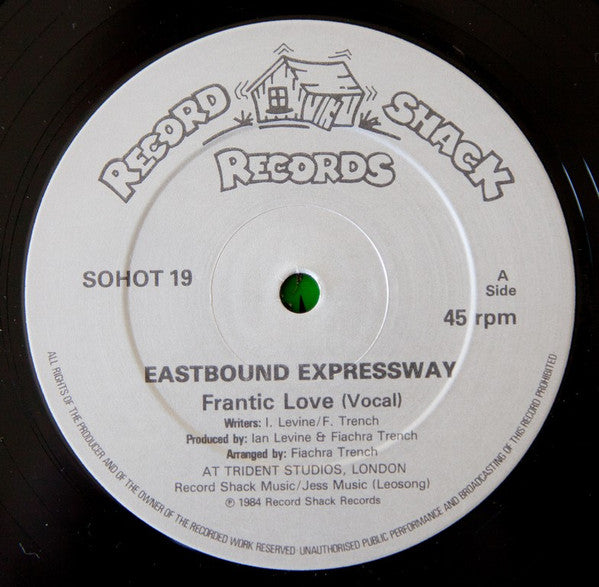 RECORD SHACK
RECORDS
SOHOT 19
A
Side
45 rpm
EASTBOUND EXPRESSWAY
Frantic Love (Vocal)
Writers: I. Levine/F. Trench
Produced by: Ian Levine & Fiachra Trench
Arranged by: Fiachra Trench
AT TRIDENT STUDIOS, LONDON
Record Shack Music/Jess Music (Leosong)
℗ 1984 Record Shack Records
ALL RIGHTS OF THE PRODUCER AND OF THE OWNER OF THE RECORDED WORK RESERVED·UNAUTHORISED PUBLIC PERFORMANCE AND BROADCASTING OF THIS RECORD PROHIBITED